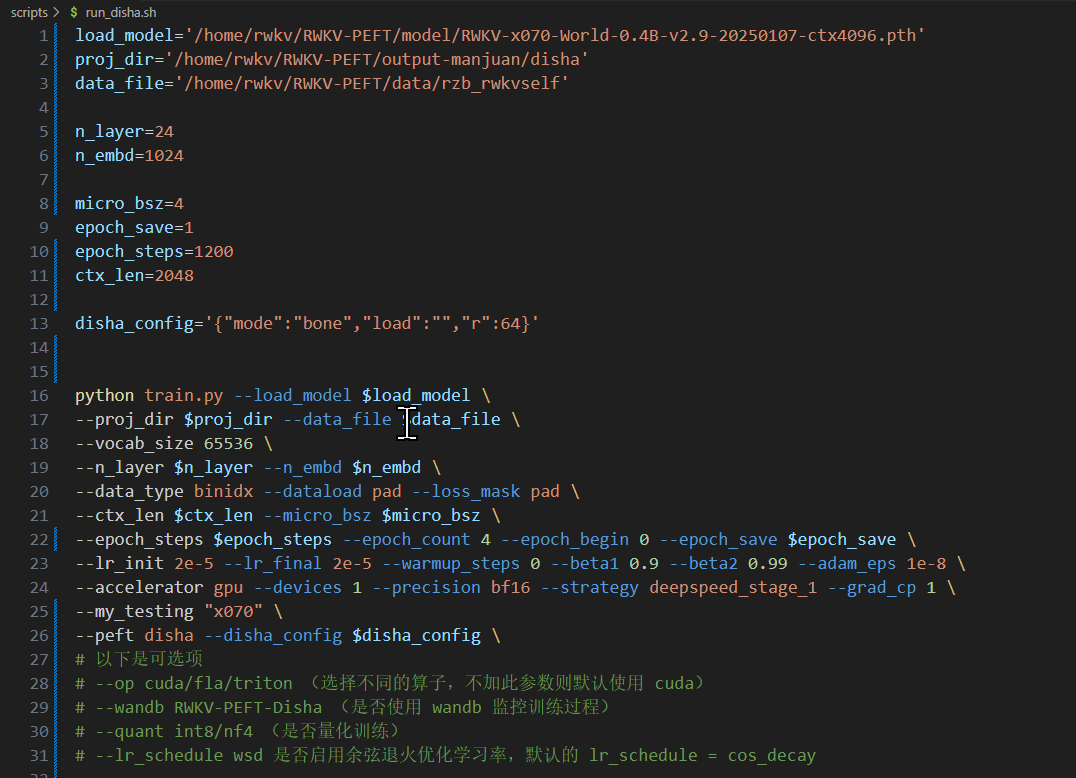 scripts > $ run_disha.sh
1 load_model='/home/rwkv/RWKV-PEFT/model/RWKV-x070-World-0.4B-v2.9-20250107-ctx4096.pth'
2 proj_dir='/home/rwkv/RWKV-PEFT/output-manjuan/disha'
3 data_file='/home/rwkv/RWKV-PEFT/data/rzb_rwkvself'
4
5 n_layer=24
6 n_embd=1024
7
8 micro_bsz=4
9 epoch_save=1
10 epoch_steps=1200
11 ctx_len=2048
12
13 disha_config='{"mode":"bone","load":"","r":64}'
14
15
16 python train.py --load_model $load_model \
17 --proj_dir $proj_dir --data_file $data_file \
18 --vocab_size 65536 \
19 --n_layer $n_layer --n_embd $n_embd \
20 --data_type binidx --dataload pad --loss_mask pad \
21 --ctx_len $ctx_len --micro_bsz $micro_bsz \
22 --epoch_steps $epoch_steps --epoch_count 4 --epoch_begin 0 --epoch_save $epoch_save \
23 --lr_init 2e-5 --lr_final 2e-5 --warmup_steps 0 --beta1 0.9 --beta2 0.99 --adam_eps 1e-8 \
24 --accelerator gpu --devices 1 --precision bf16 --strategy deepspeed_stage_1 --grad_cp 1 \
25 --my_testing "x070" \
26 --peft disha --disha_config $disha_config \
27 # 以下是可选项
28 # --op cuda/fla/triton （选择不同的算子，不加此参数则默认使用 cuda）
29 # --wandb RWKV-PEFT-Disha （是否使用 wandb 监控训练过程）
30 # --quant int8/nf4 （是否量化训练）
31 # --lr_schedule wsd 是否启用余弦退火优化学习率，默认的 lr_schedule = cos_decay